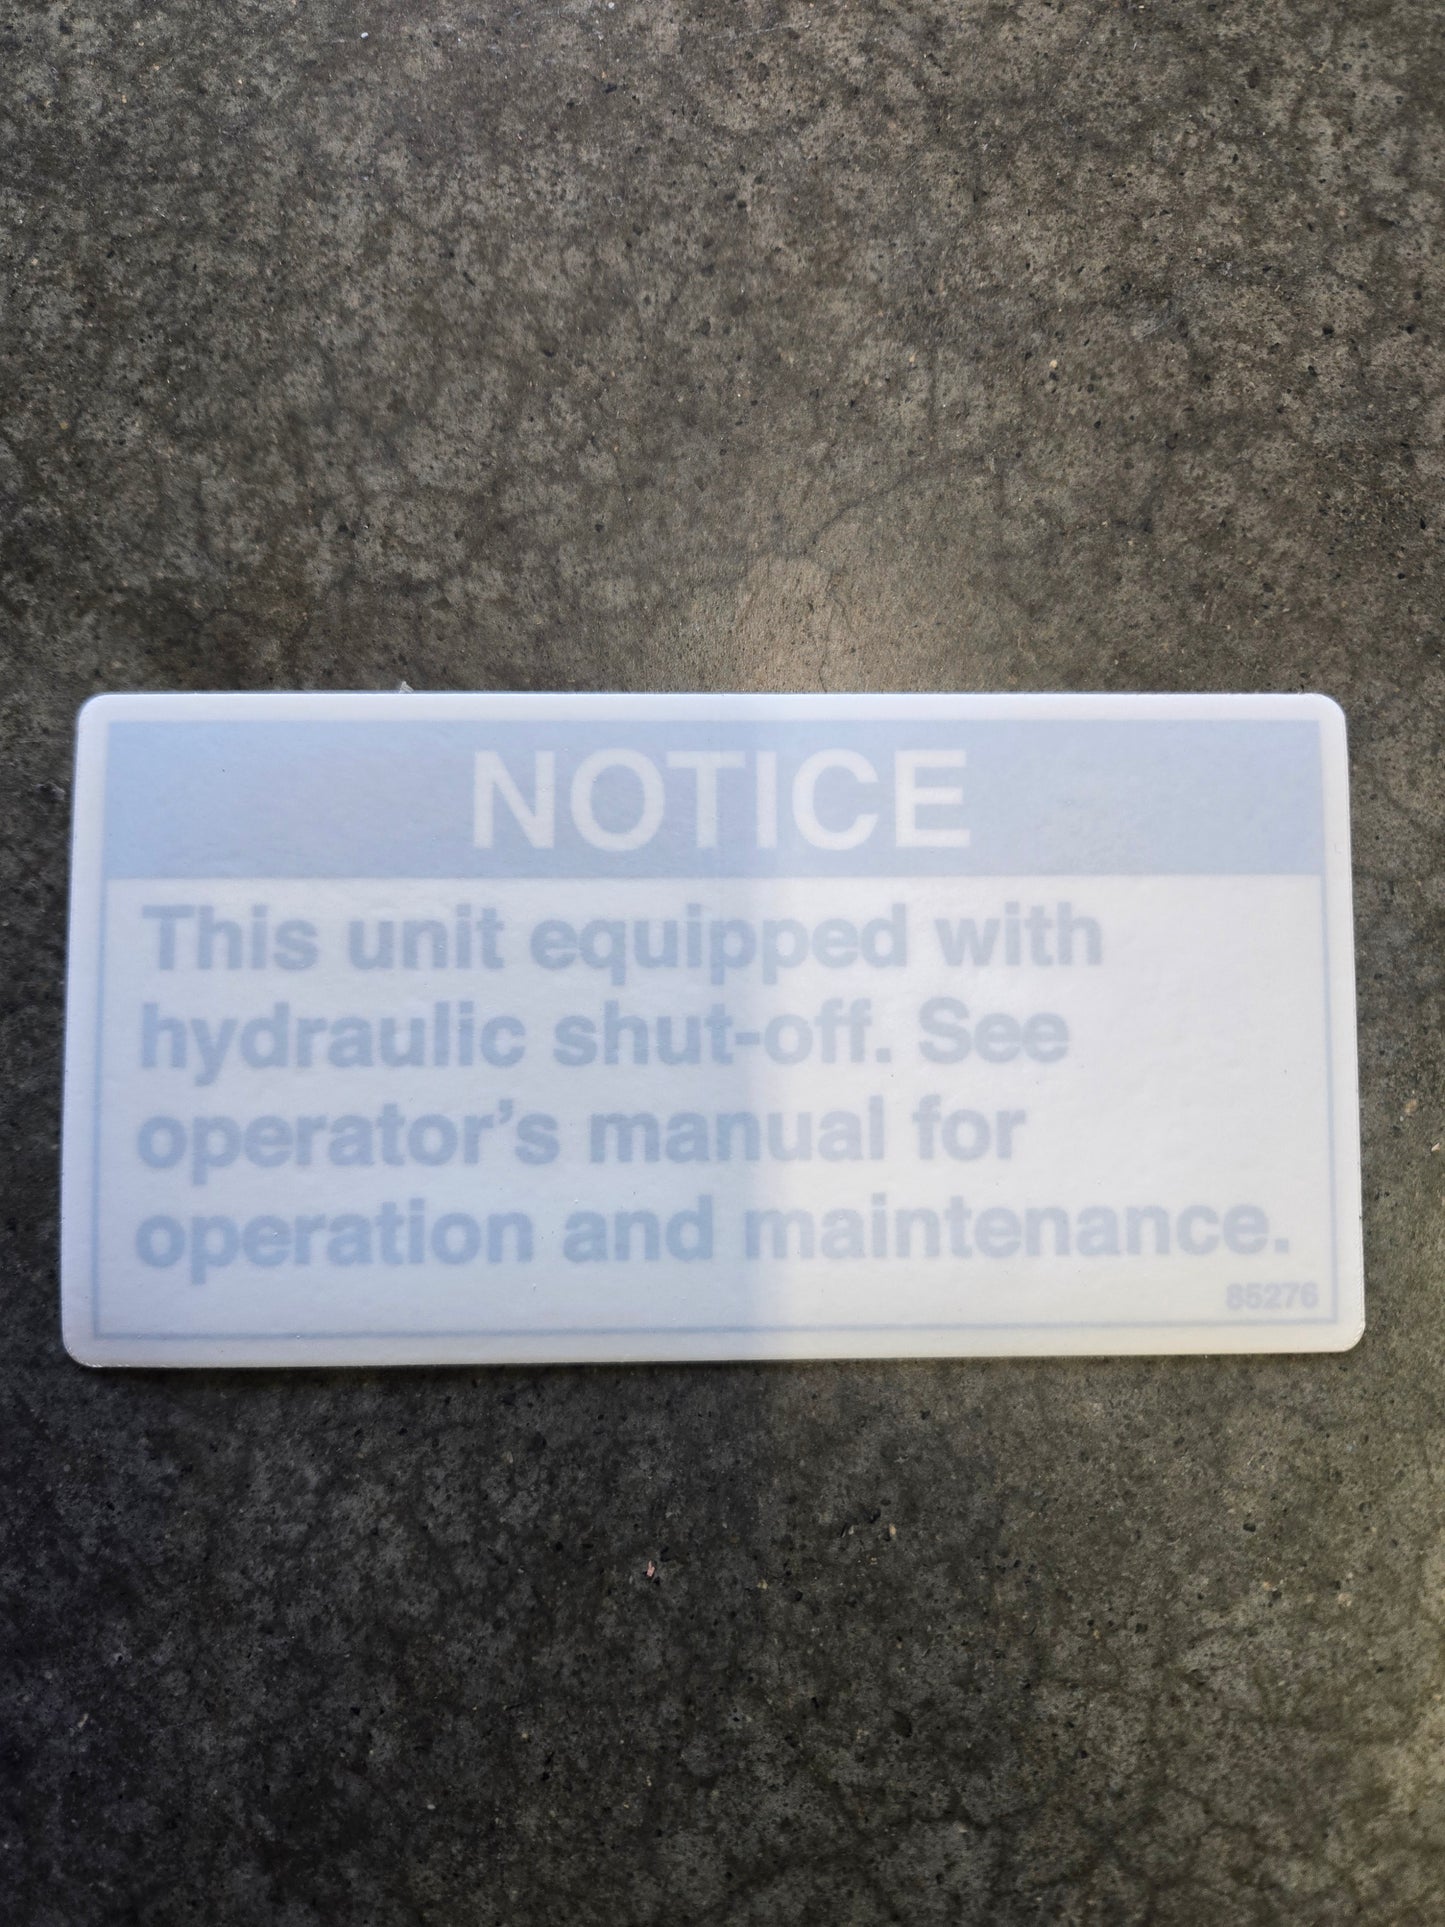 NOTICE
This unit equipped with
hydraulic shut-off. See
operator’s manual for
operation and maintenance.
85276